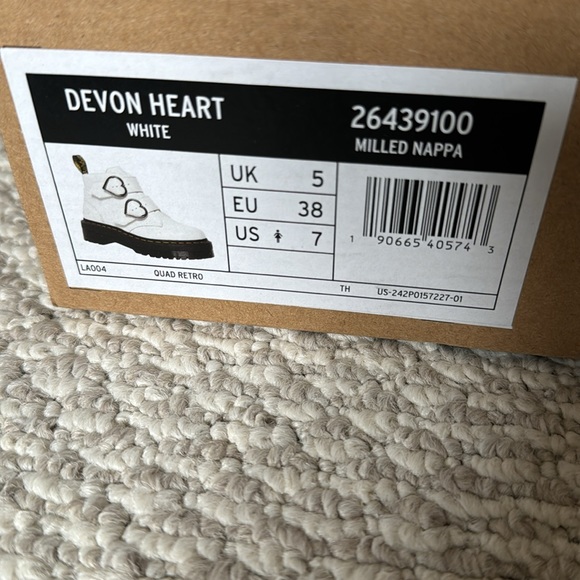 DEVON HEART
WHITE
26439100
MILLED NAPPA
UK 5
EU 38
US 7
1 90665 40574 3
LA004
QUAD RETRO
TH
US-242P0157227-01